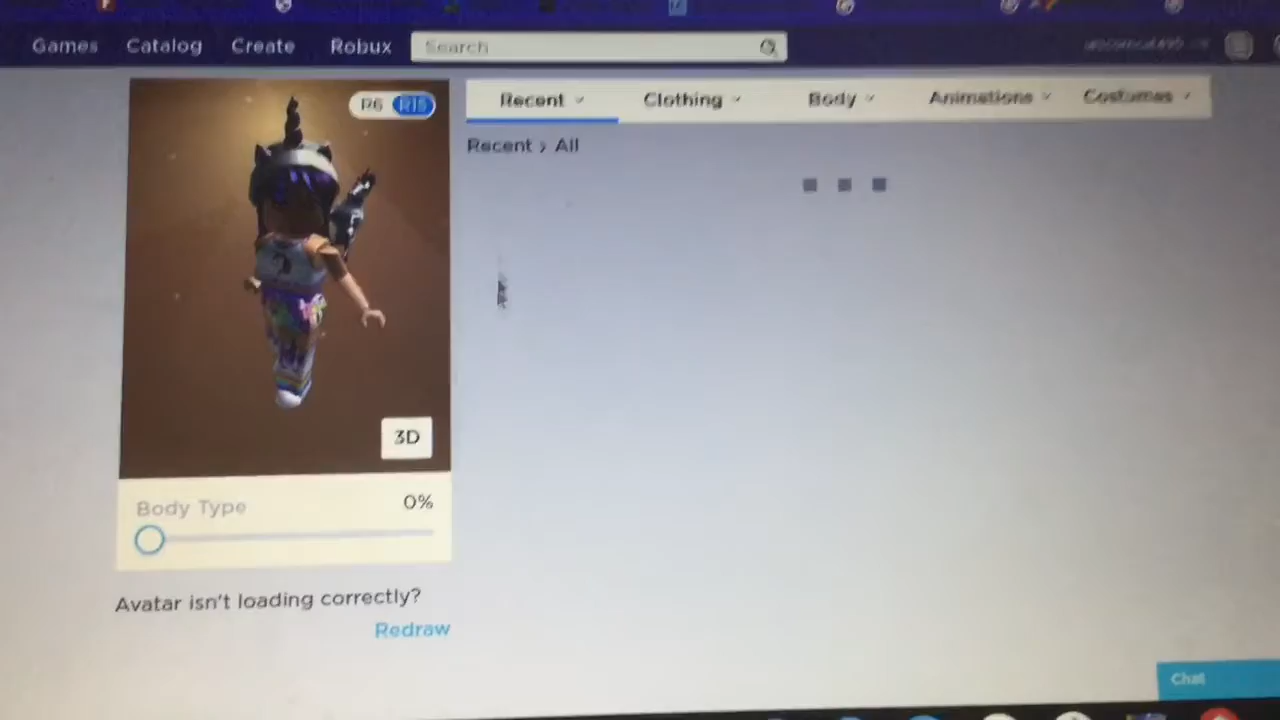 Games Catalog Create Robux Search
R6 R15
Recent Clothing Body Animations Costumes
Recent › All
3D
Body Type 0%
Avatar isn't loading correctly?
Redraw
Chat